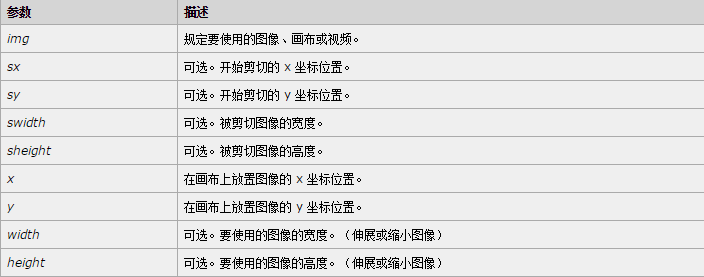 参数 描述
img 规定要使用的图像、画布或视频。
sx 可选。开始剪切的 x 坐标位置。
sy 可选。开始剪切的 y 坐标位置。
swidth 可选。被剪切图像的宽度。
sheight 可选。被剪切图像的高度。
x 在画布上放置图像的 x 坐标位置。
y 在画布上放置图像的 y 坐标位置。
width 可选。要使用的图像的宽度。（伸展或缩小图像）
height 可选。要使用的图像的高度。（伸展或缩小图像）